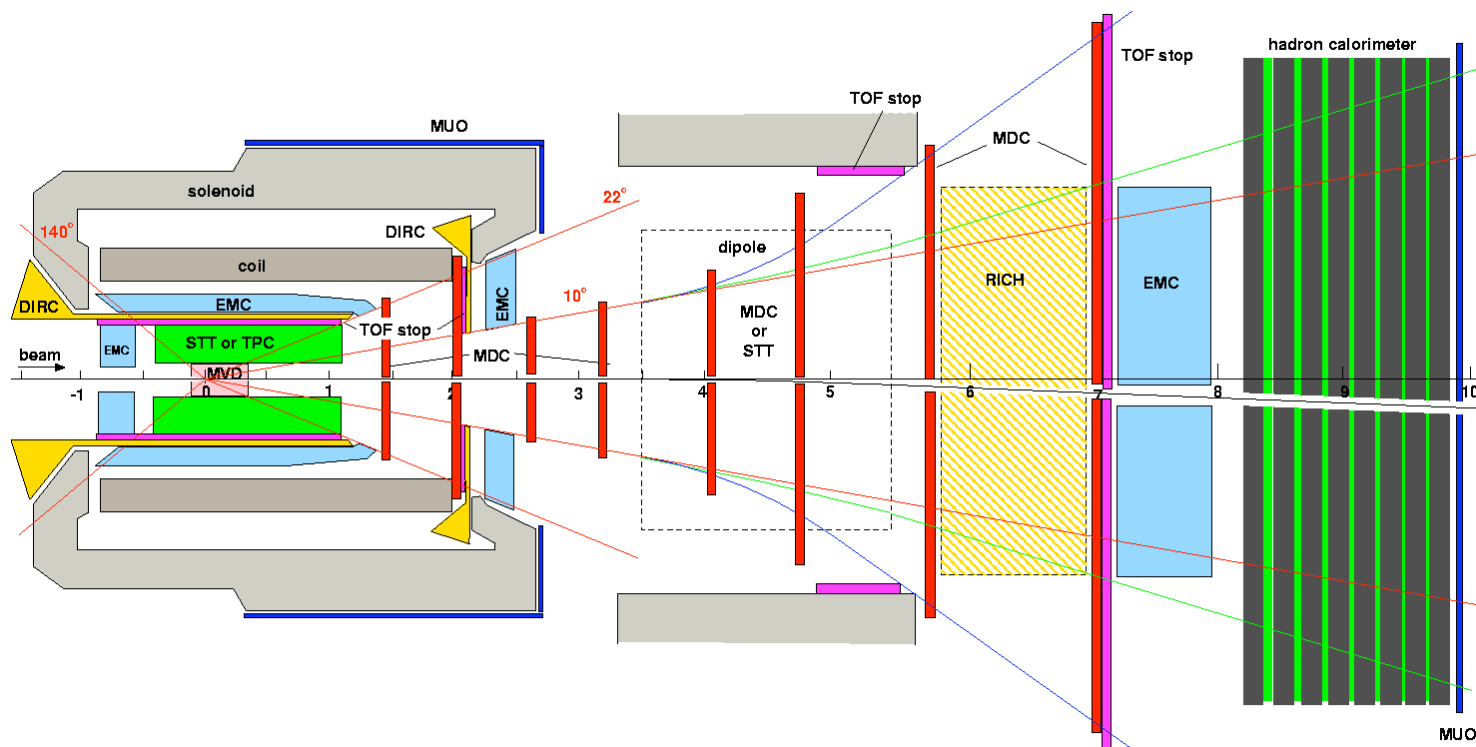 hadron calorimeter
TOF stop
TOF stop
MUO
MDC
solenoid
22°
140°
DIRC
dipole
coil
EMC
RICH
EMC
DIRC
EMC
10°
MDC
or
STT
TOF stop
STT or TPC
EMC
beam
MDC
MVD
-1 0 1 2 3 4 5 6 7 8 9 10
MUO